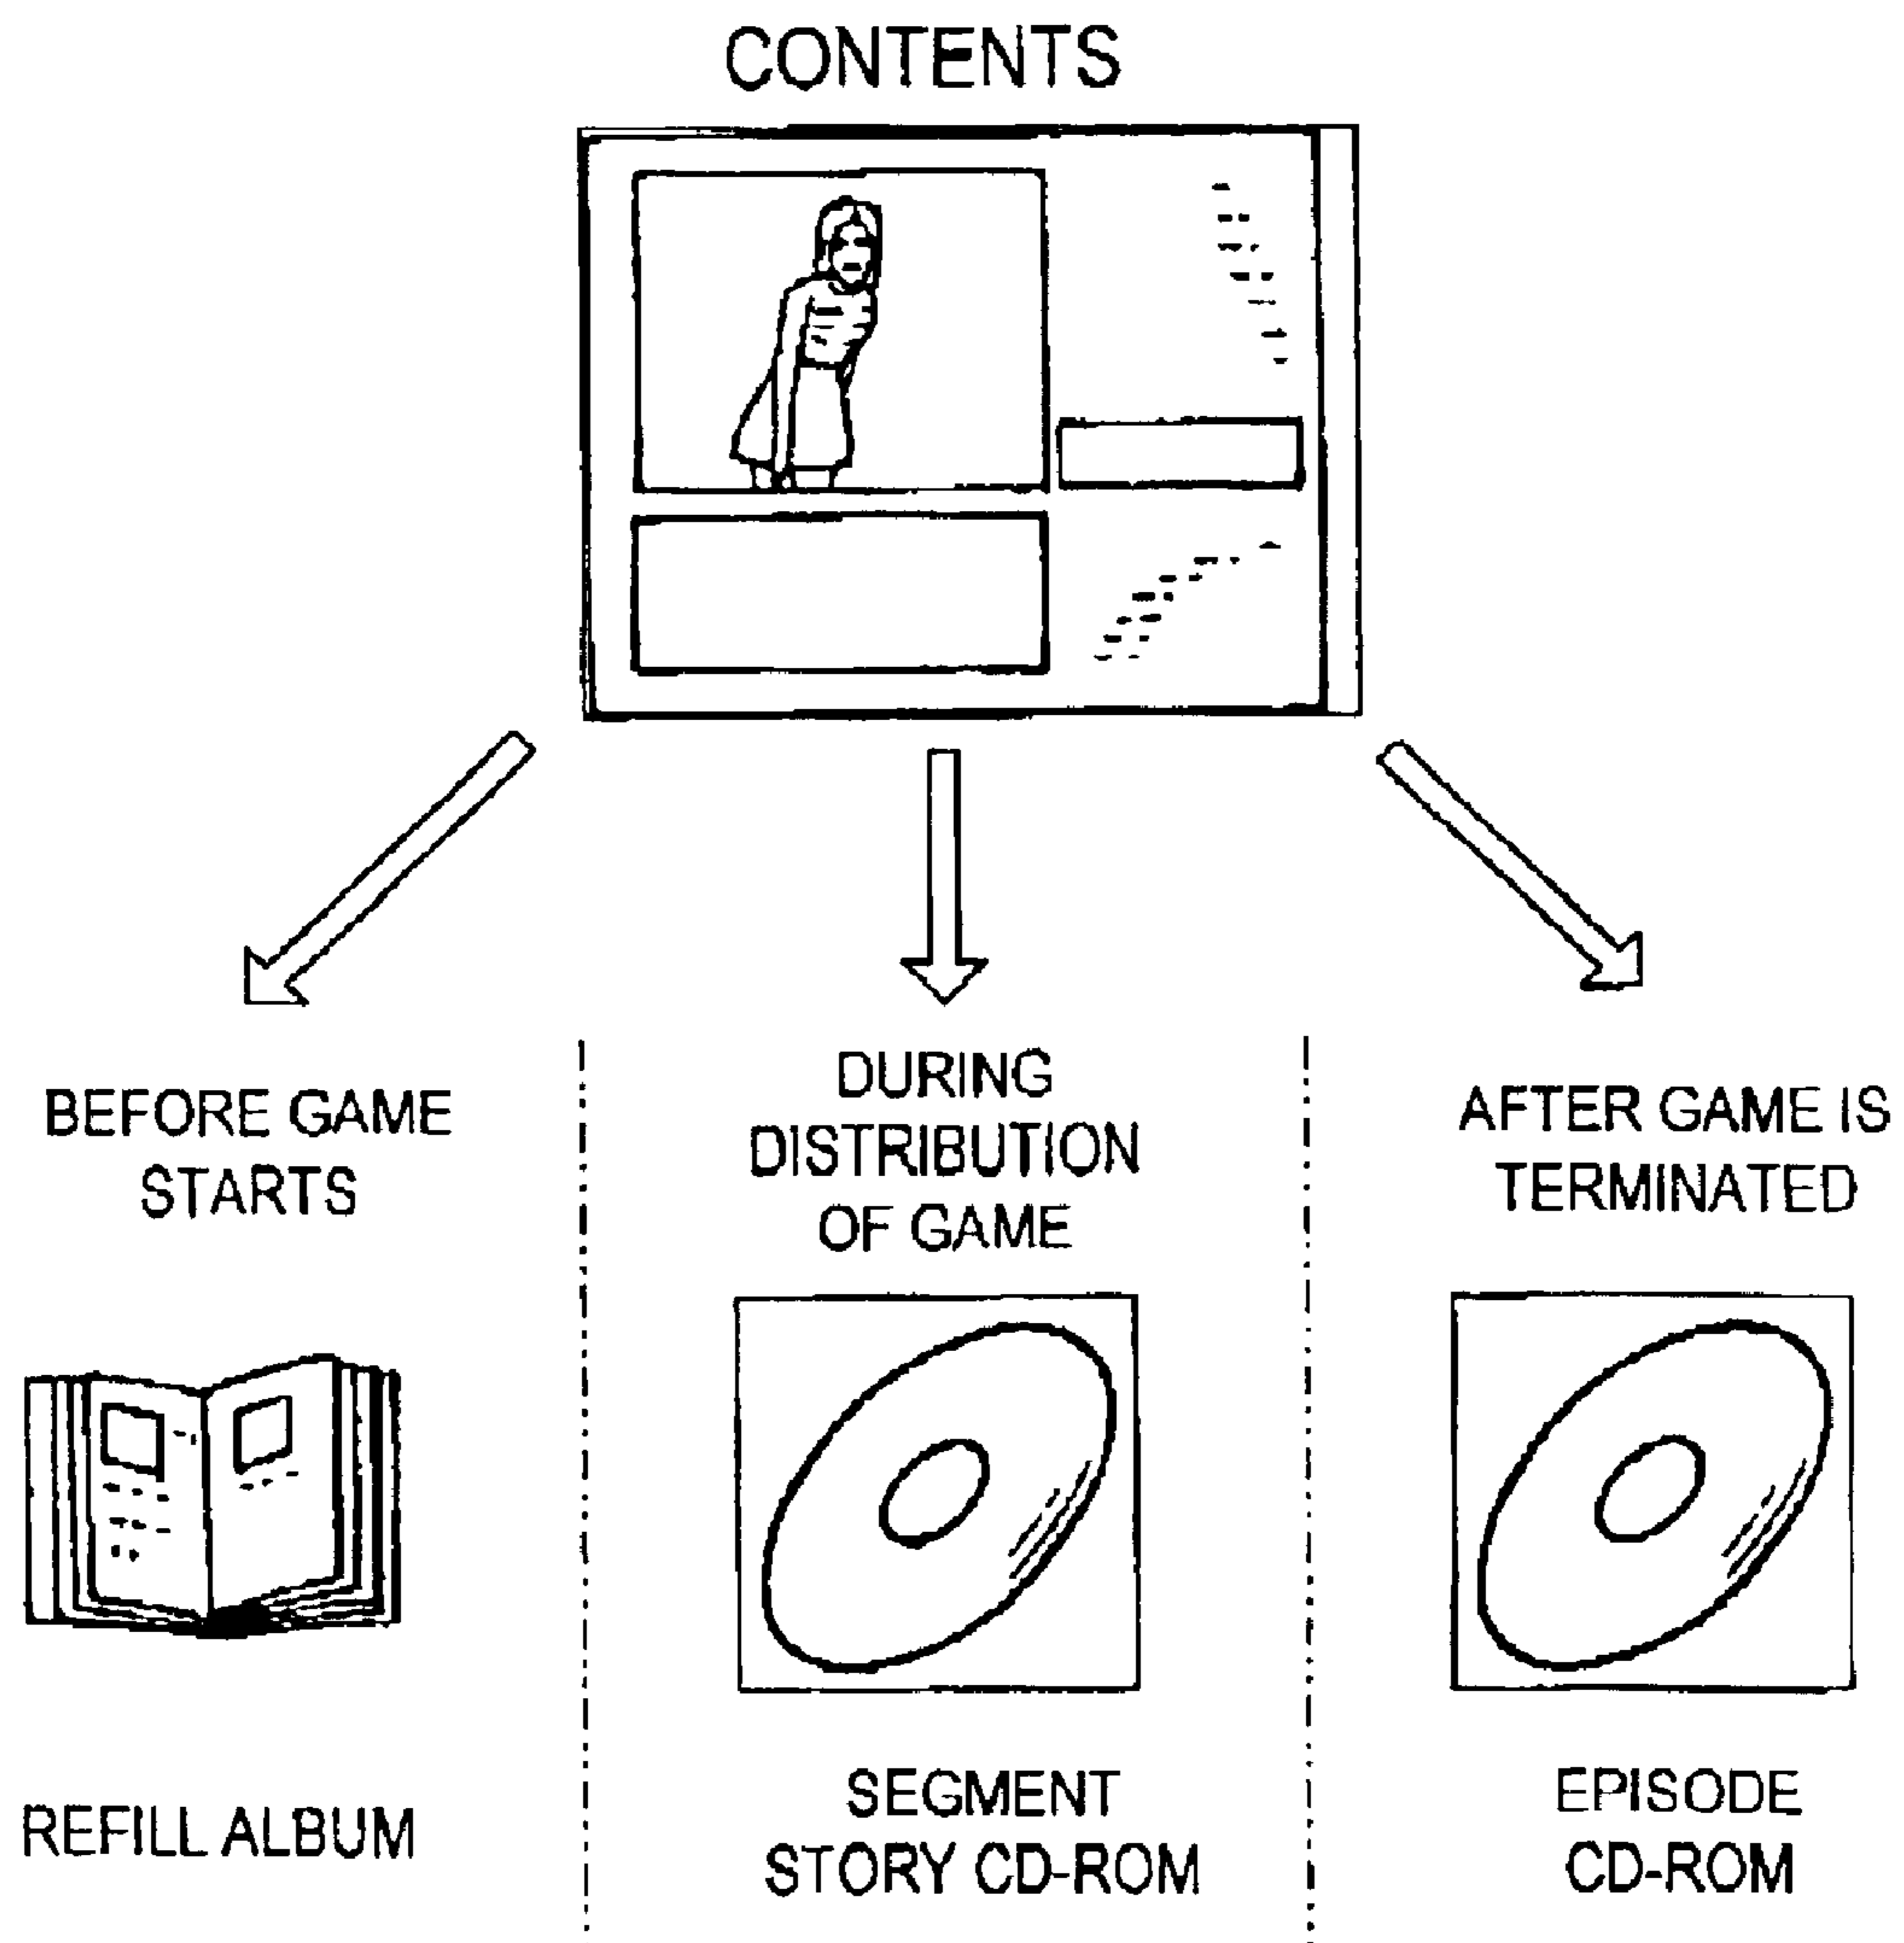 CONTENTS
BEFORE GAME
STARTS
DURING
DISTRIBUTION
OF GAME
AFTER GAME IS
TERMINATED
REFILL ALBUM
SEGMENT
STORY CD-ROM
EPISODE
CD-ROM